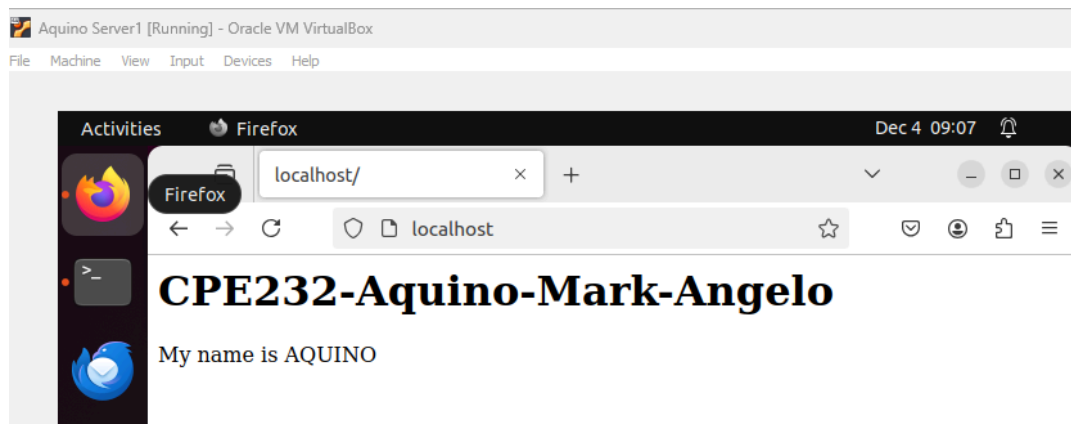 Aquino Server1 [Running] - Oracle VM VirtualBox
File Machine View Input Devices Help
Activities Firefox Dec 4 09:07
localhost/
Firefox
localhost
CPE232-Aquino-Mark-Angelo
My name is AQUINO